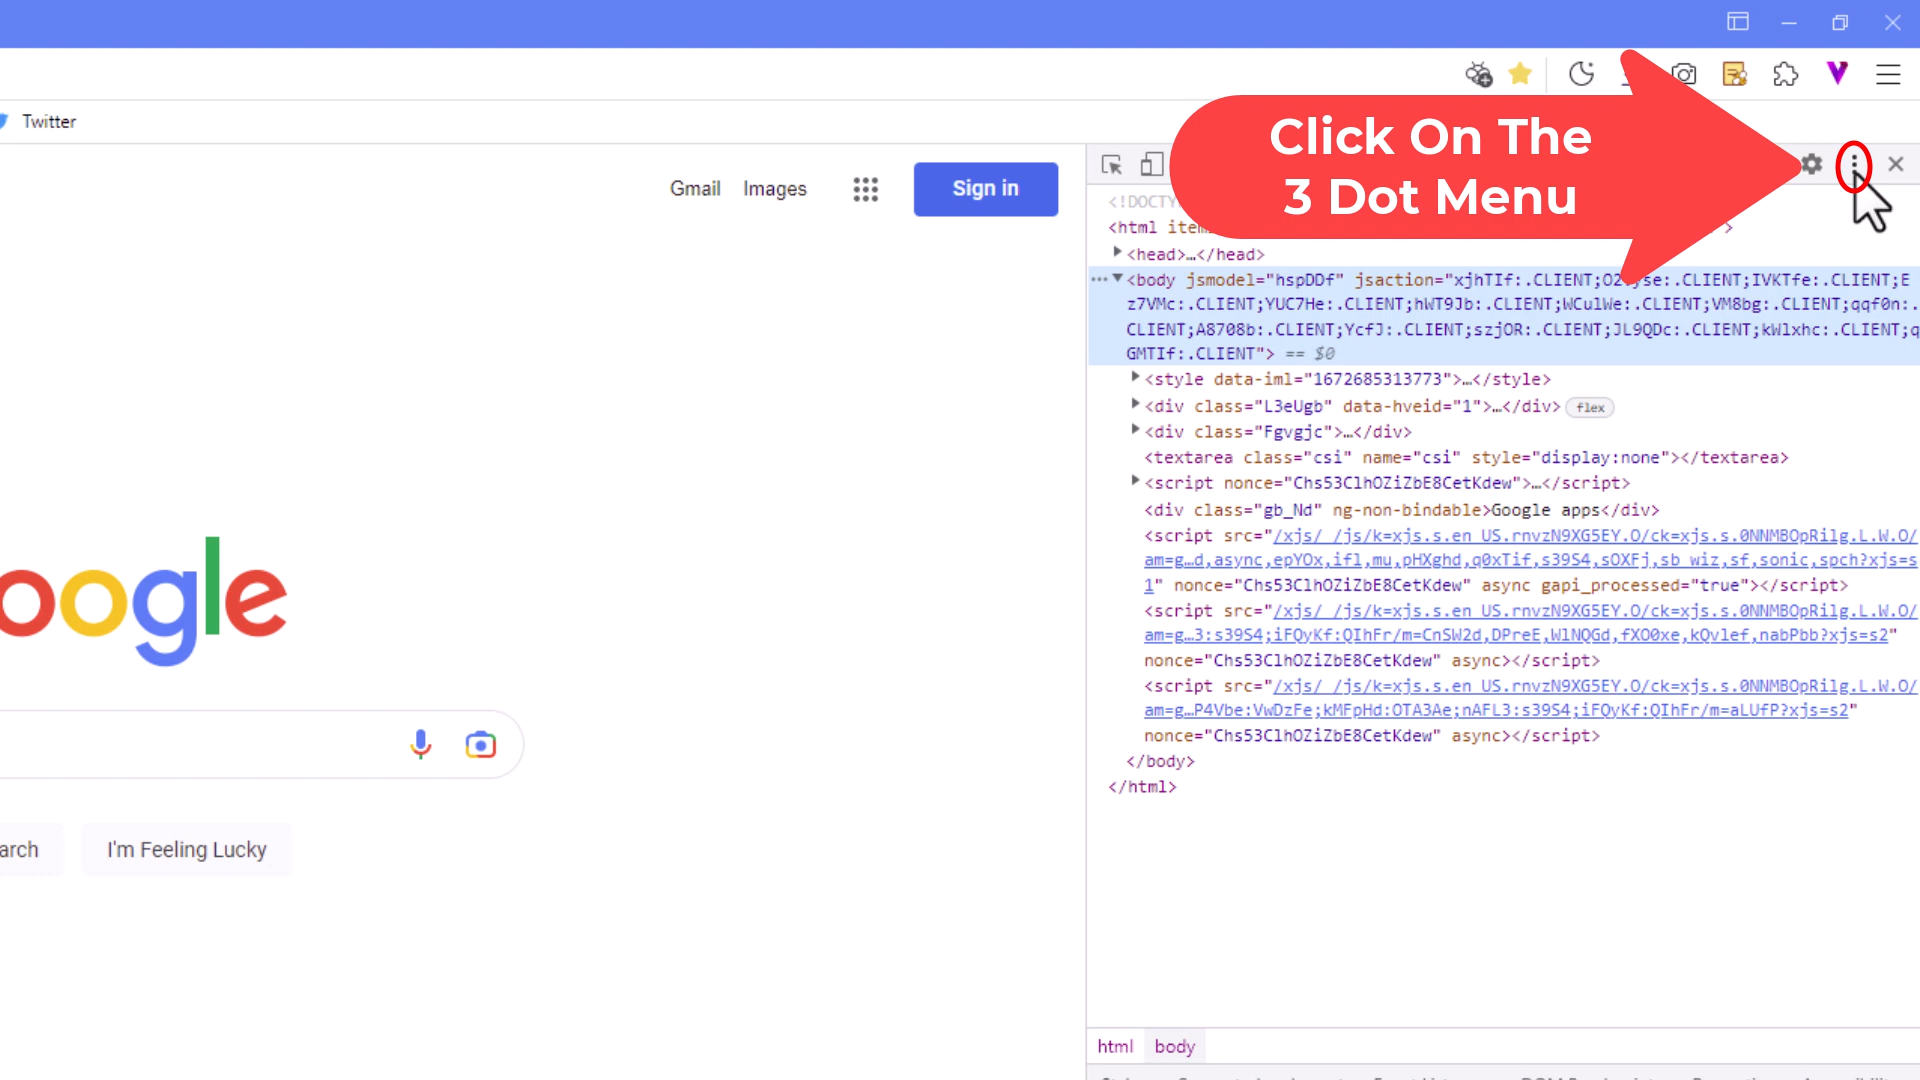 Twitter
Gmail Images Sign in
Click On The
3 Dot Menu
<!DOCTY
<html item
>
<head>…</head>
<body jsmodel="hspDDf" jsaction="xjhTIf:.CLIENT;O2 yse:.CLIENT;IVKTfe:.CLIENT;E
z7VMc:.CLIENT;YUC7He:.CLIENT;hWT9Jb:.CLIENT;WCulWe:.CLIENT;VM8bg:.CLIENT;qqf0n:.
CLIENT;A8708b:.CLIENT;YcfJ:.CLIENT;szjOR:.CLIENT;JL9QDc:.CLIENT;kWlxhc:.CLIENT;q
GMTIf:.CLIENT"> == $0
<style data-iml="1672685313773">…</style>
<div class="L3eUgb" data-hveid="1">…</div> flex
<div class="Fgvgjc">…</div>
<textarea class="csi" name="csi" style="display:none"></textarea>
<script nonce="Chs53ClhOZiZbE8CetKdew">…</script>
<div class="gb_Nd" ng-non-bindable>Google apps</div>
<script src="/xjs/_/js/k=xjs.s.en_US.rnvzN9XG5EY.O/ck=xjs.s.0NNMBOpRilg.L.W.O/
am=g…d,async,epYOx,ifl,mu,pHXghd,q0xTif,s39S4,sOXFj,sb_wiz,sf,sonic,spch?xjs=s
1" nonce="Chs53ClhOZiZbE8CetKdew" async gapi_processed="true"></script>
<script src="/xjs/_/js/k=xjs.s.en_US.rnvzN9XG5EY.O/ck=xjs.s.0NNMBOpRilg.L.W.O/
am=g…3:s39S4;iFQyKf:QIhFr/m=CnSW2d,DPreE,WlNQGd,fXO0xe,kQvlef,nabPbb?xjs=s2"
nonce="Chs53ClhOZiZbE8CetKdew" async></script>
<script src="/xjs/_/js/k=xjs.s.en_US.rnvzN9XG5EY.O/ck=xjs.s.0NNMBOpRilg.L.W.O/
am=g…P4Vbe:VwDzFe;kMFpHd:OTA3Ae;nAFL3:s39S4;iFQyKf:QIhFr/m=aLUfP?xjs=s2"
nonce="Chs53ClhOZiZbE8CetKdew" async></script>
</body>
</html>
oogle
arch I'm Feeling Lucky
html body